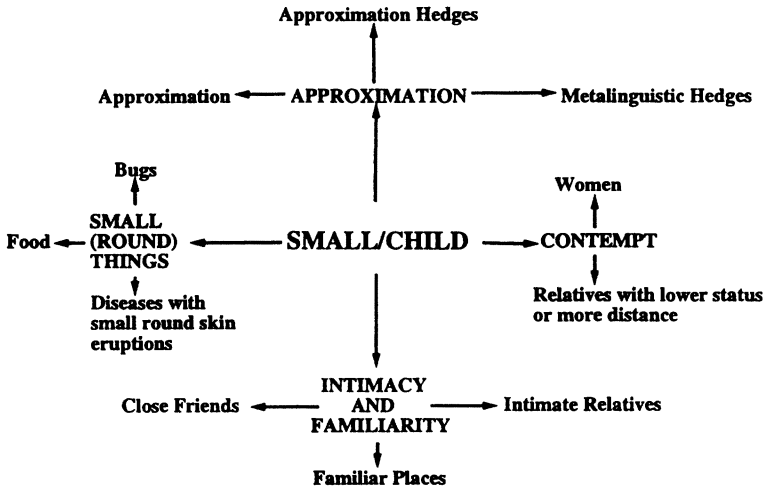 Approximation Hedges
Approximation
APPROXIMATION
Metalinguistic Hedges
Bugs
Women
Food
SMALL
(ROUND)
THINGS
SMALL/CHILD
CONTEMPT
Diseases with
small round skin
eruptions
Relatives with lower status
or more distance
Close Friends
INTIMACY
AND
FAMILIARITY
Intimate Relatives
Familiar Places